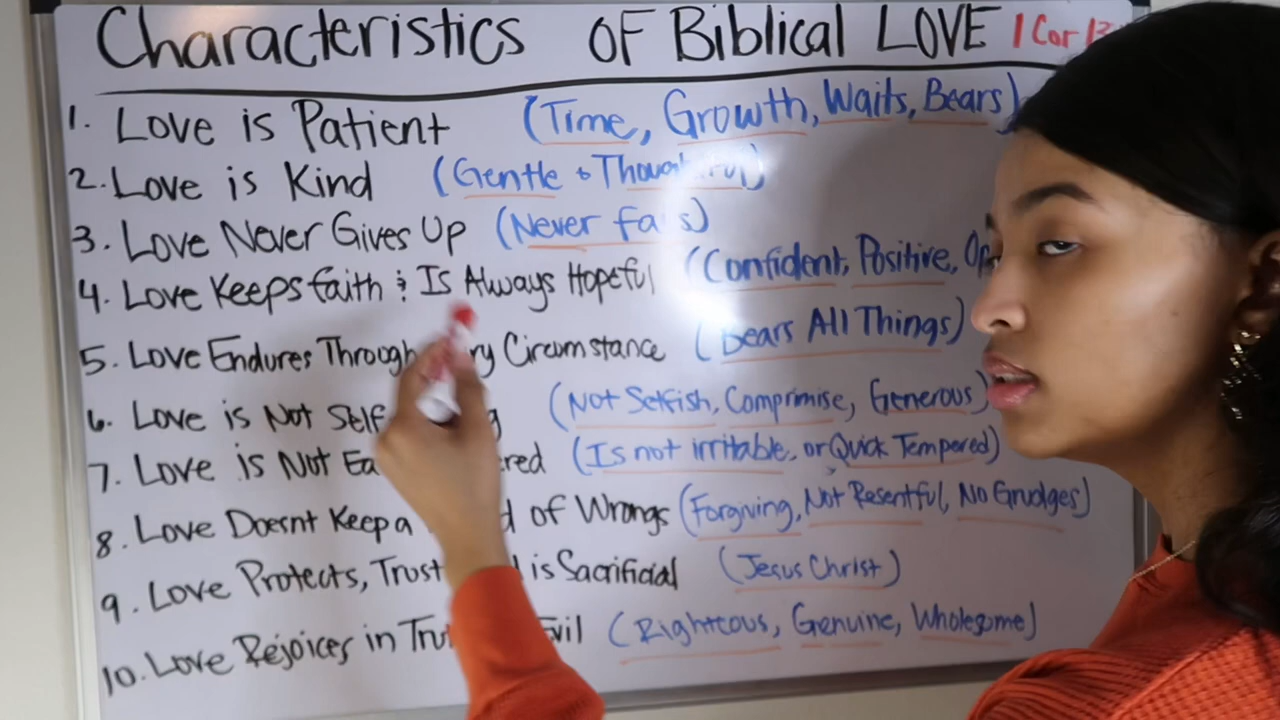 Characteristics OF Biblical LOVE 1 Cor 13
1. Love is Patient (Time, Growth, Waits, Bears)
2. Love is Kind (Gentle &
3. Love Never Gives Up (Never
4. Love Keeps faith & Is Always Hopeful (Confident, Positive,
5. Love Endures Through Circumstance (Bears All Things)
6. Love is Not Self (Not Selfish, Comprimise, Generous)
7. Love is Not (Is not irritable, or Quick Tempered)
8. Love Doesnt Keep a of Wrongs (Forgiving, Not Resentful, No Grudges)
9. Love Protects, Trust is Sacrificial (Jesus Christ)
10. Love Rejoices in Evil (Righteous, Genuine, Wholesome)